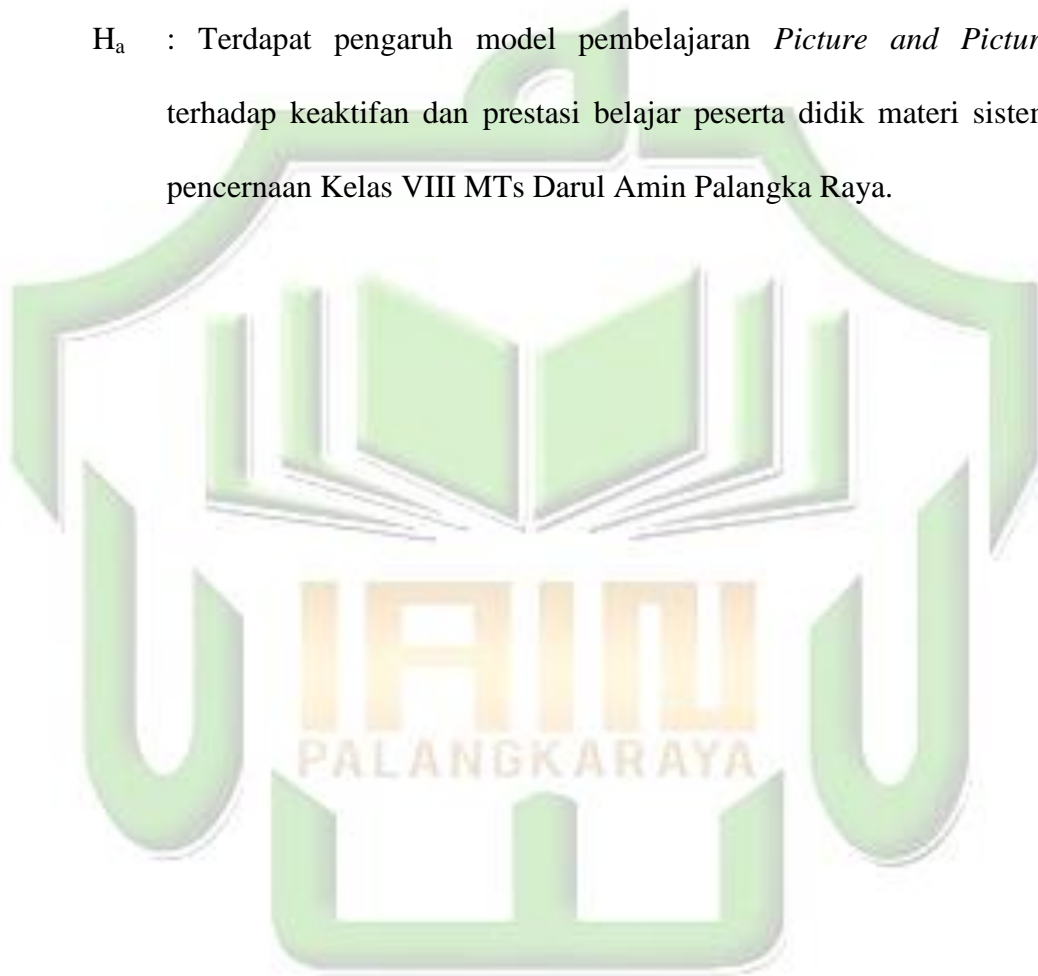 Hₐ : Terdapat pengaruh model pembelajaran Picture and Pictur
terhadap keaktifan dan prestasi belajar peserta didik materi sister
pencernaan Kelas VIII MTs Darul Amin Palangka Raya.
IAIN
PALANGKARAYA